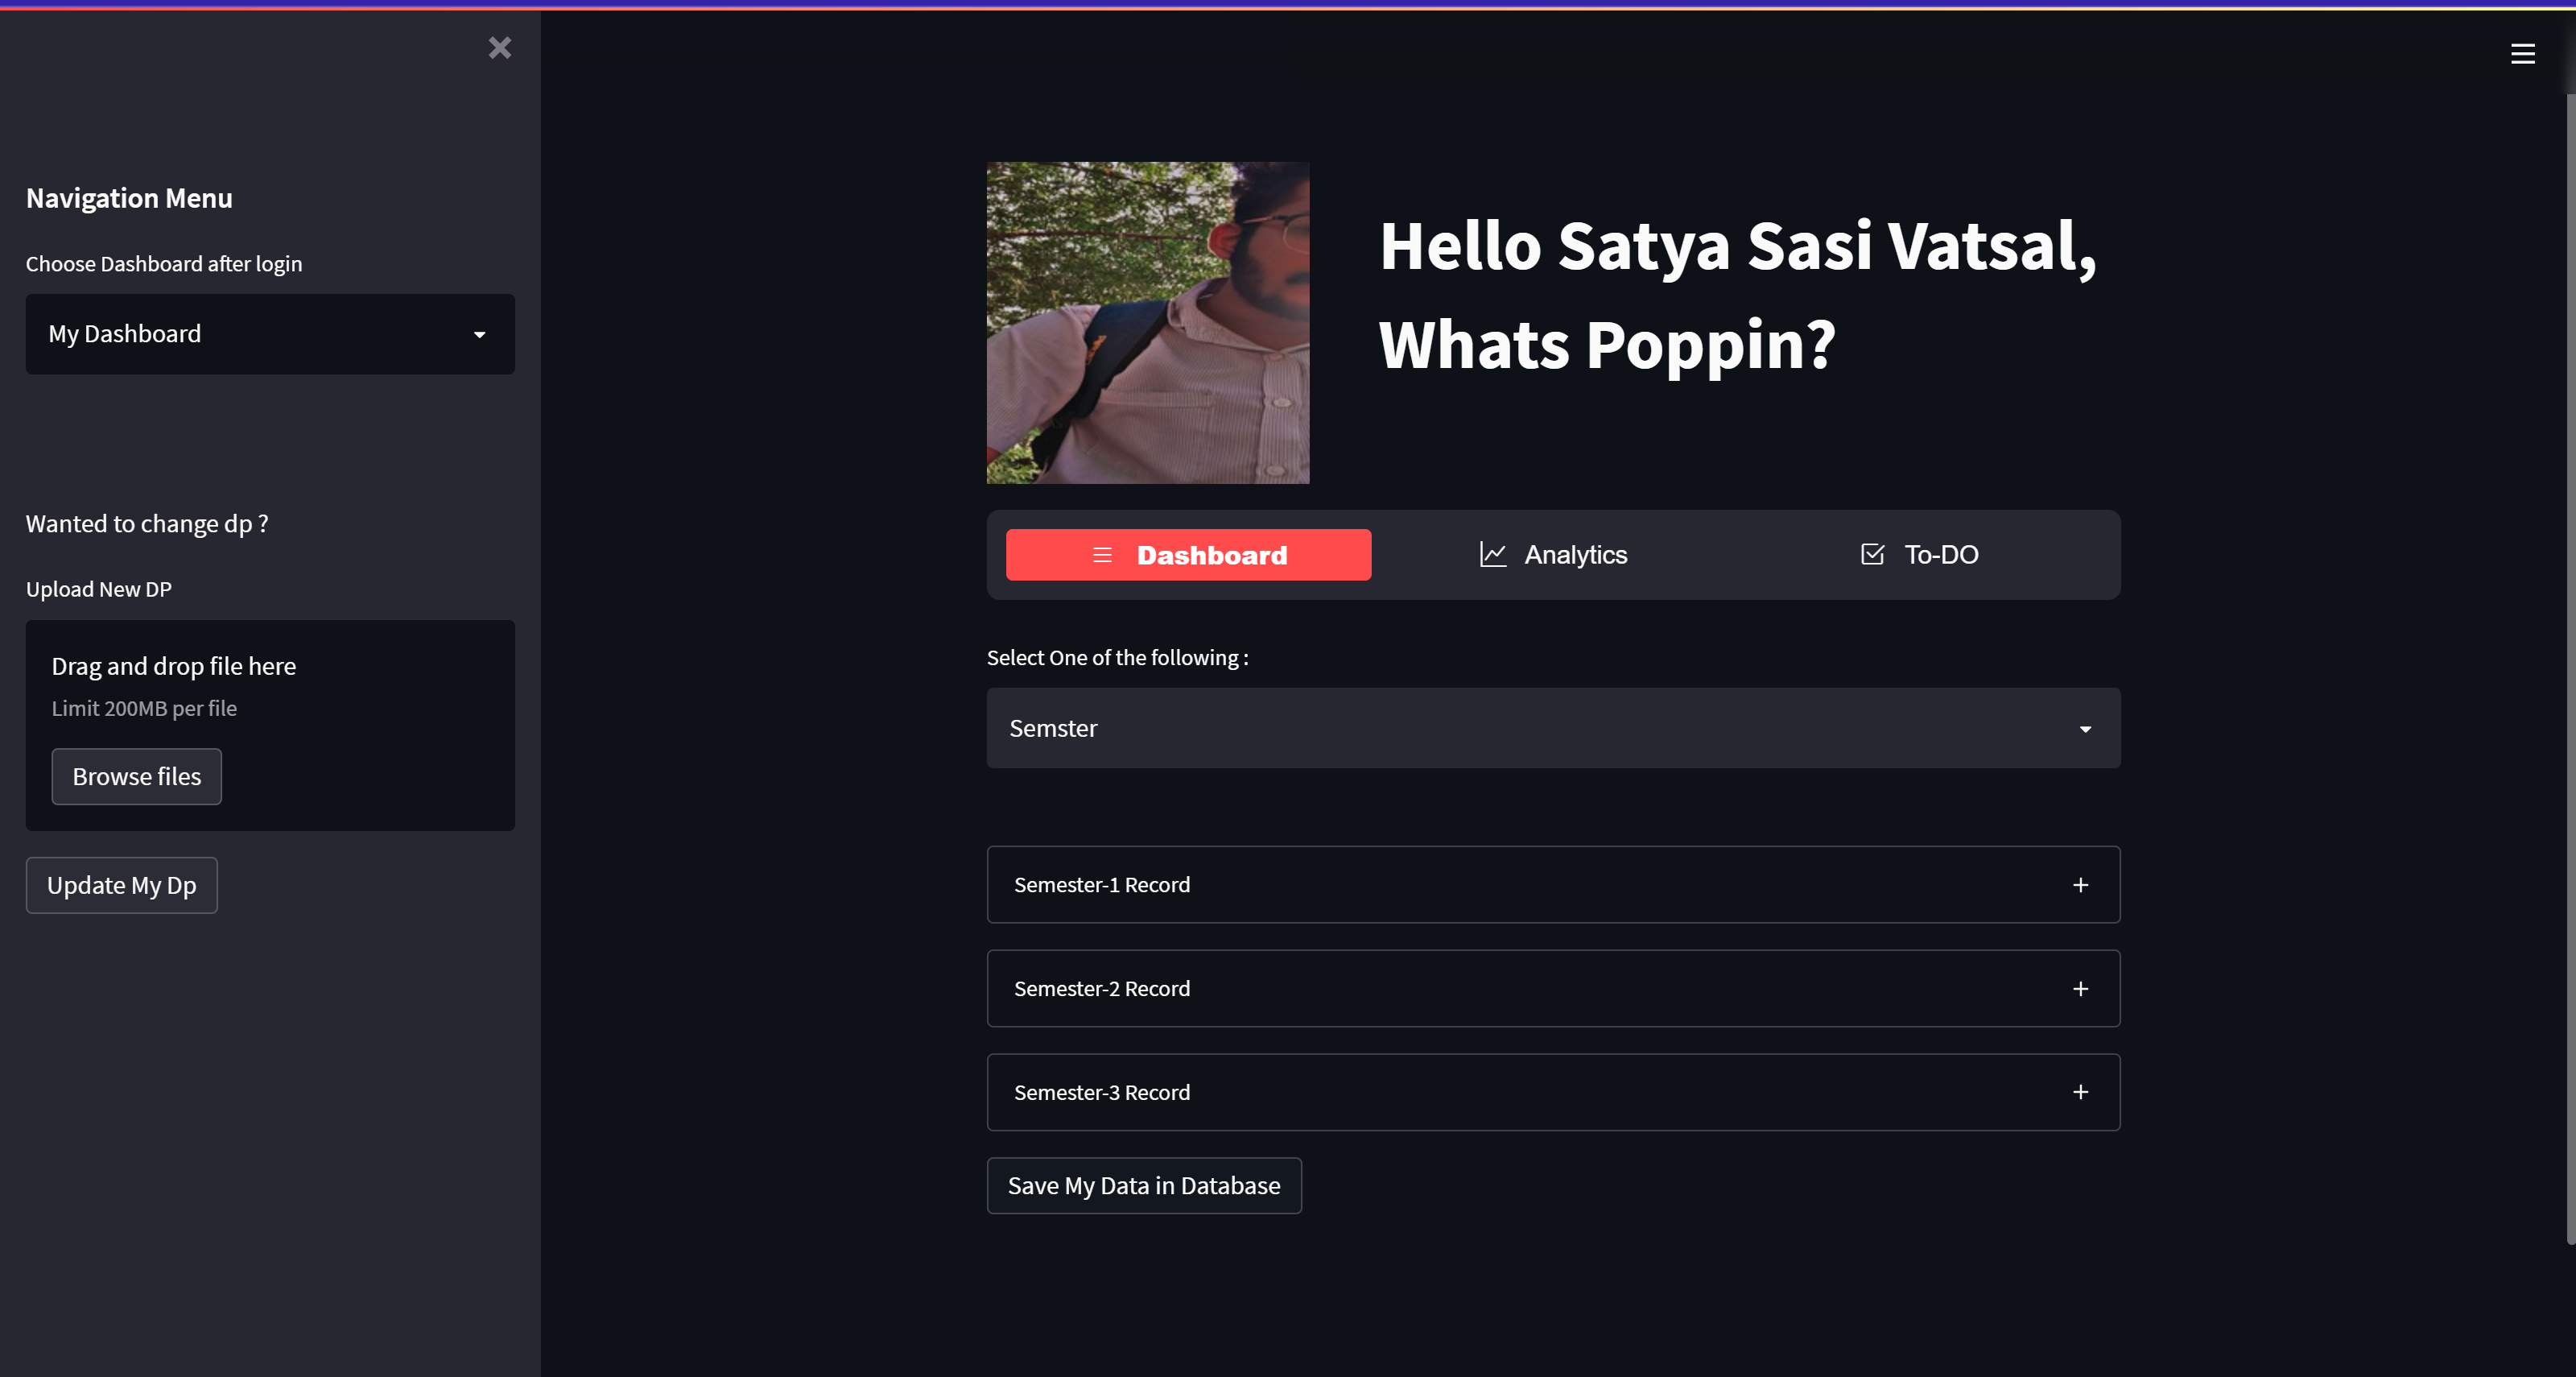 Navigation Menu
Choose Dashboard after login
My Dashboard
Wanted to change dp ?
Upload New DP
Drag and drop file here
Limit 200MB per file
Browse files
Update My Dp
Hello Satya Sasi Vatsal,
Whats Poppin?
Dashboard
Analytics
To-DO
Select One of the following :
Semster
Semester-1 Record
Semester-2 Record
Semester-3 Record
Save My Data in Database